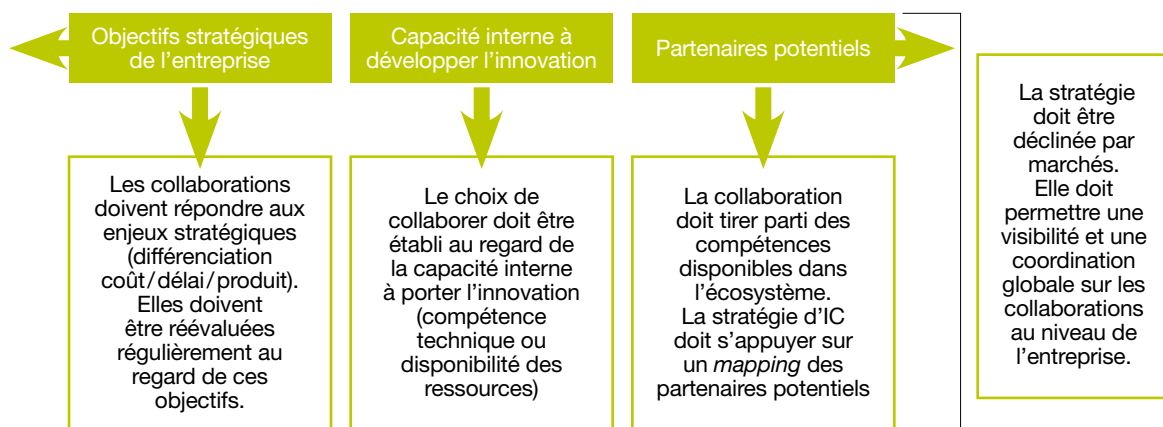 Objectifs stratégiques
de l'entreprise
Capacité interne à
développer l'innovation
Partenaires potentiels
Les collaborations
doivent répondre aux
enjeux stratégiques
(différenciation
coût/délai/produit).
Elles doivent
être réévaluées
régulièrement au
regard de ces
objectifs.
Le choix de
collaborer doit être
établi au regard de
la capacité interne
à porter l'innovation
(compétence
technique ou
disponibilité des
ressources)
La collaboration
doit tirer parti des
compétences
disponibles dans
l'écosystème.
La stratégie d'IC
doit s'appuyer sur
un mapping des
partenaires potentiels
La stratégie
doit être
déclinée par
marchés.
Elle doit
permettre une
visibilité et une
coordination
globale sur les
collaborations
au niveau de
l'entreprise.